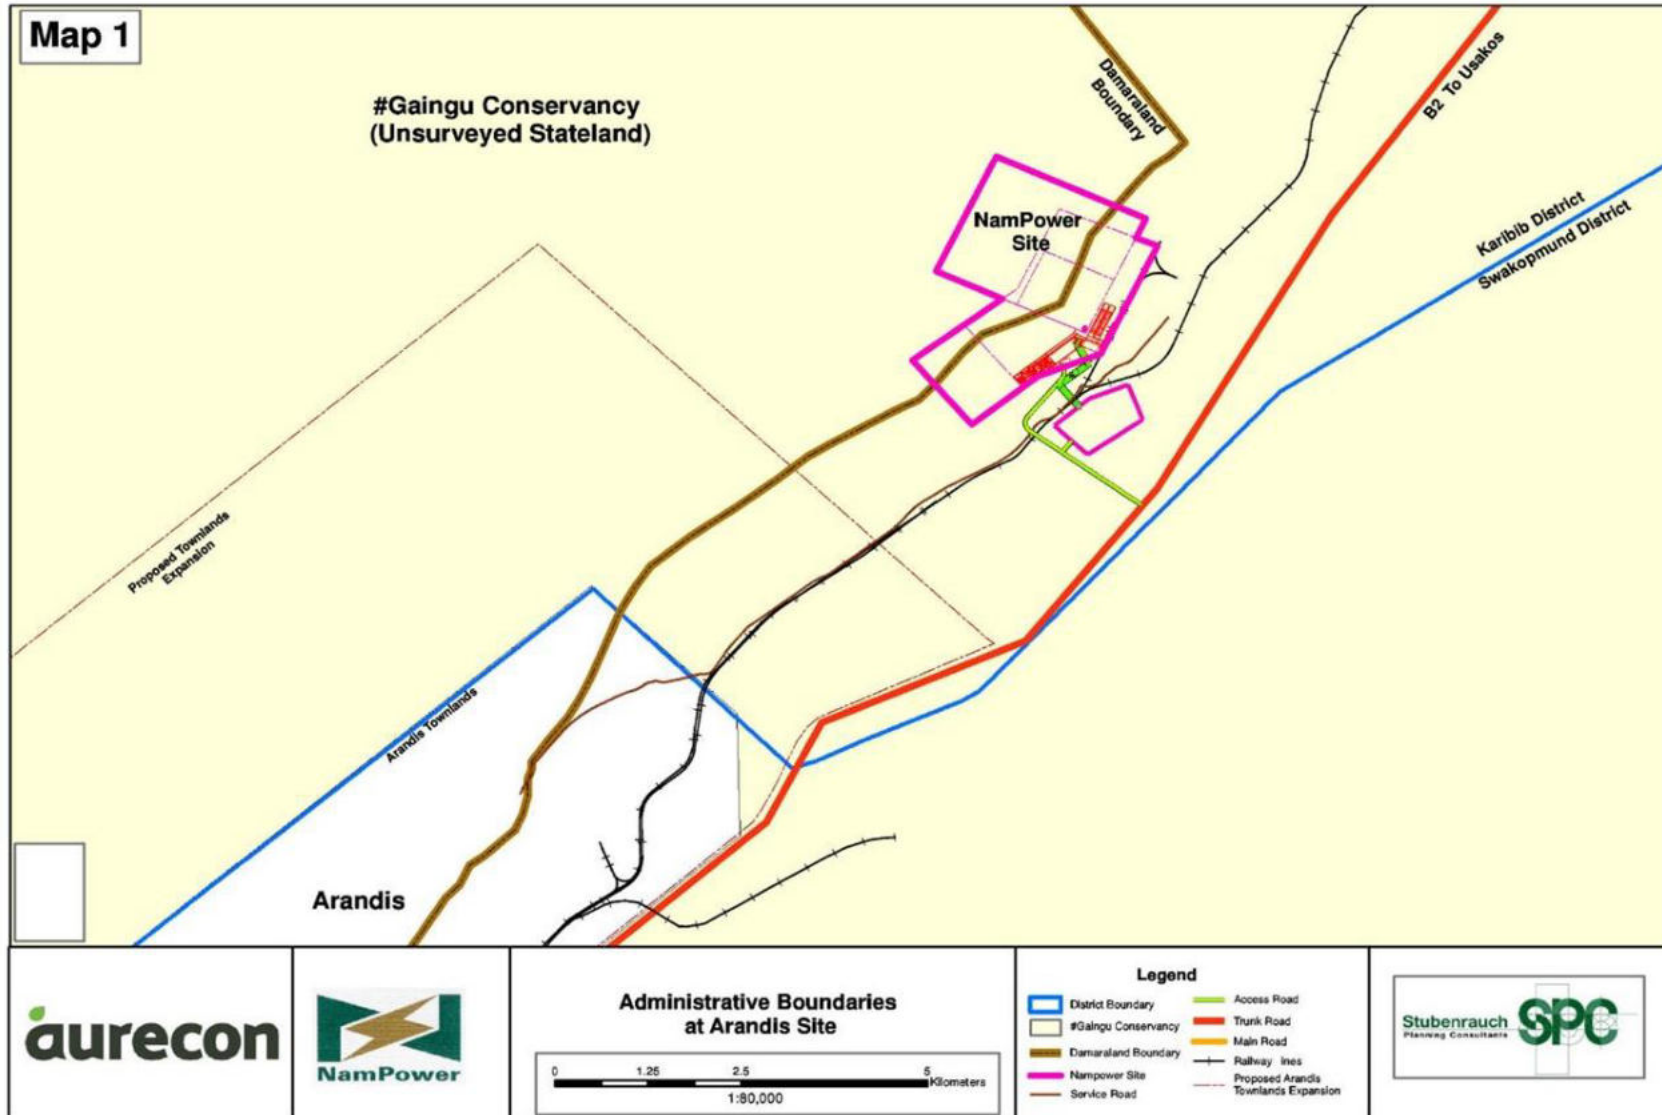 Map 1
#Gaingu Conservancy
(Unsurveyed Stateland)
Damaraland
Boundary
B2 To Usakos
NamPower
Site
Karibib District
Swakopmund District
Proposed Townlands
Expansion
Arandis Townlands
Arandis
aurecon
NamPower
Administrative Boundaries
at Arandis Site
0 1.25 2.5 5
Kilometers
1:80,000
Legend
District Boundary
#Gaingu Conservancy
Damaraland Boundary
Nampower Site
Service Road
Access Road
Trunk Road
Main Road
Railway lines
Proposed Arandis
Townlands Expansion
Stubenrauch
Planning Consultants
SPC